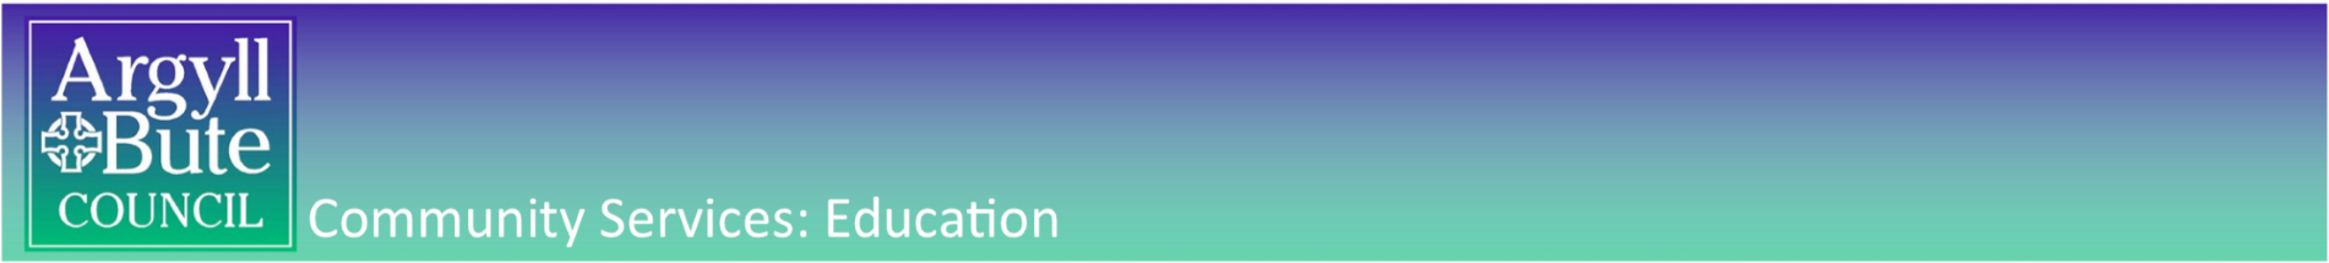 Argyll
Bute
COUNCIL
Community Services: Education